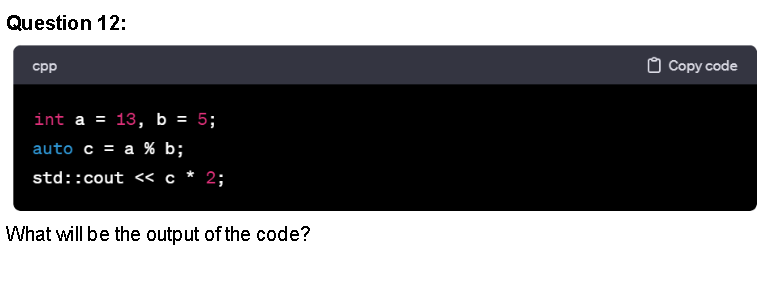 Question 12:
cpp Copy code
int a = 13, b = 5;
auto c = a % b;
std::cout << c * 2;
What will be the output of the code?